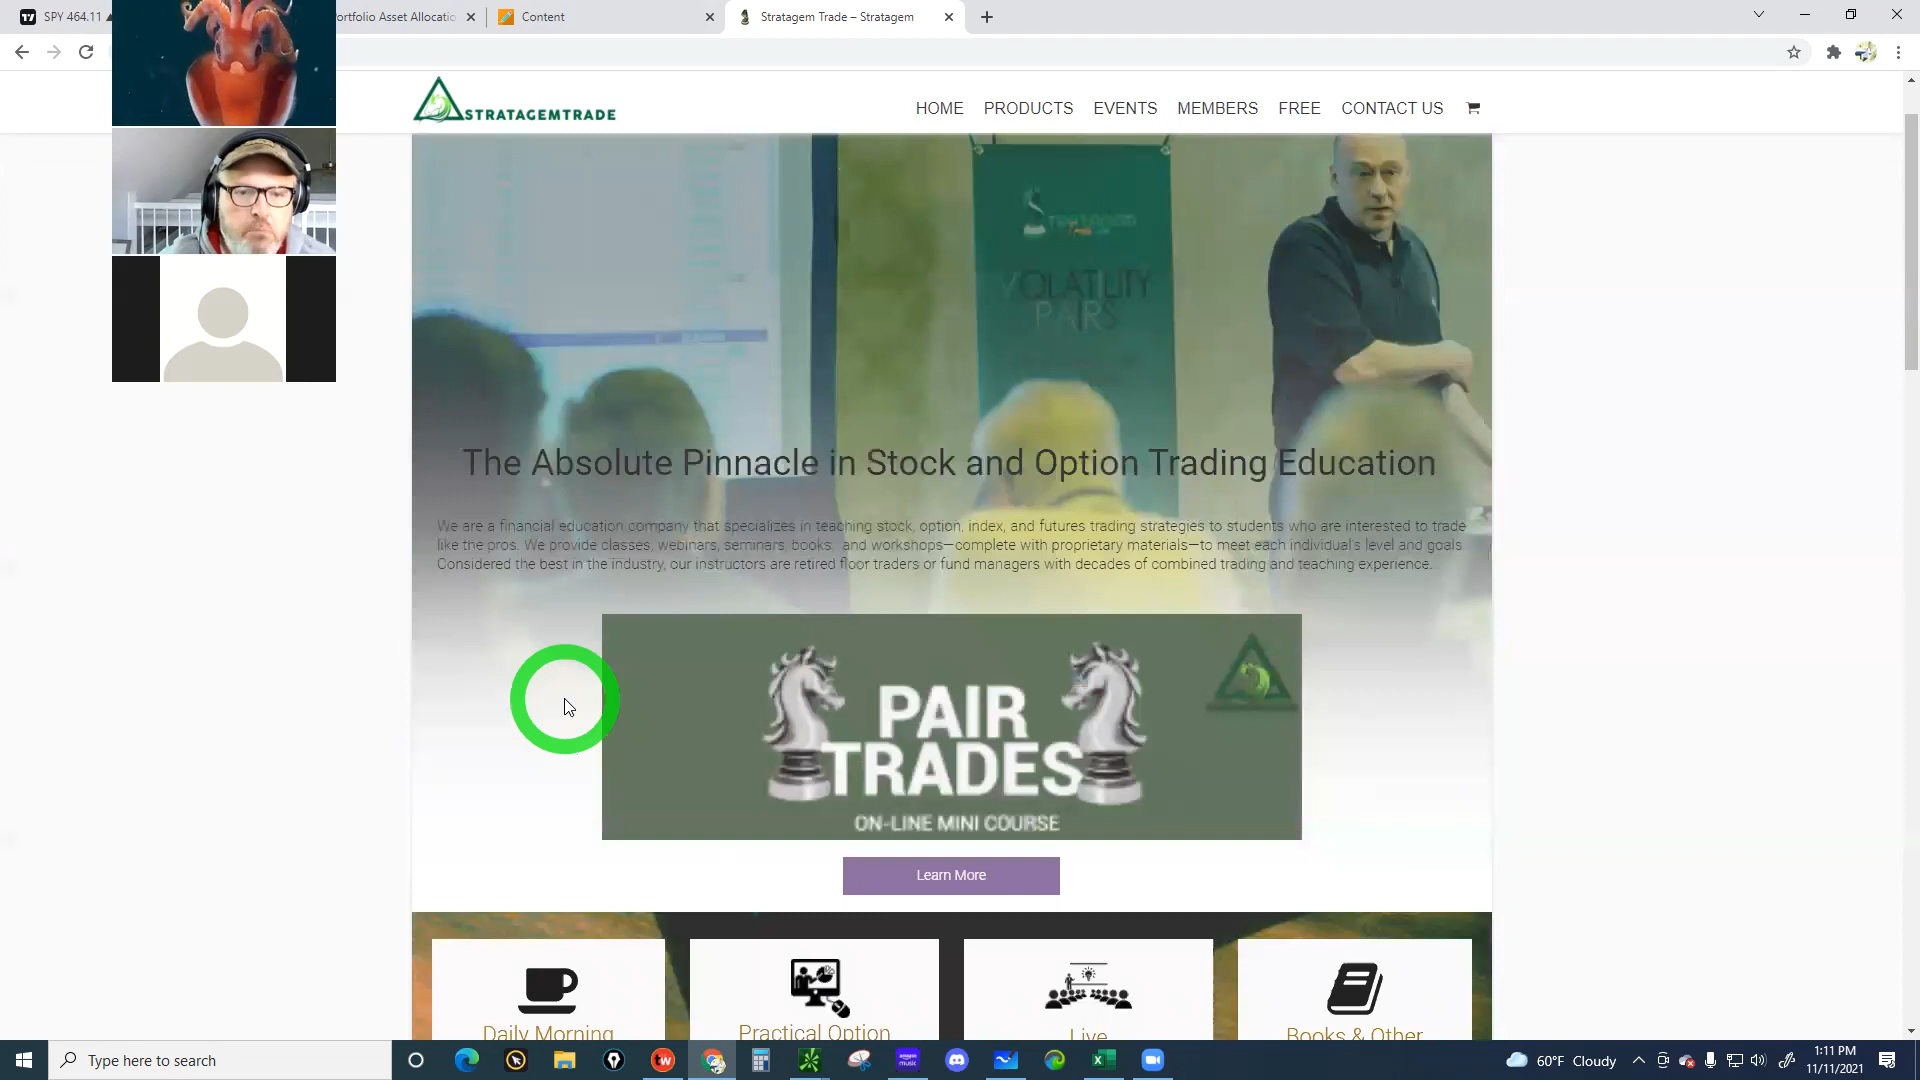 SPY 464.11
ortfolio Asset Allocatio
Content
Stratagem Trade – Stratagem
STRATAGEMTRADE
HOME
PRODUCTS
EVENTS
MEMBERS
FREE
CONTACT US
VOLATILITY
PAIRS
The Absolute Pinnacle in Stock and Option Trading Education
We are a financial education company that specializes in teaching stock, option, index, and futures trading strategies to students who are interested to trade
like the pros. We provide classes, webinars, seminars, books, and workshops—complete with proprietary materials—to meet each individual's level and goals.
Considered the best in the industry, our instructors are retired floor traders or fund managers with decades of combined trading and teaching experience.
PAIR
TRADES
ON-LINE MINI COURSE
Learn More
Daily Morning
Practical Option
Live
Books & Other
Type here to search
60°F Cloudy
1:11 PM
11/11/2021